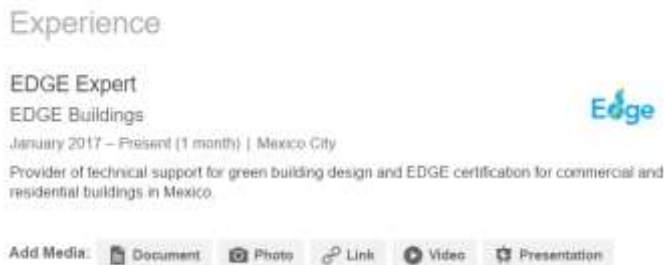 Experience
EDGE Expert
EDGE Buildings
Edge
January 2017 – Present (1 month) | Mexico City
Provider of technical support for green building design and EDGE certification for commercial and
residential buildings in Mexico.
Add Media: Document Photo Link Video Presentation